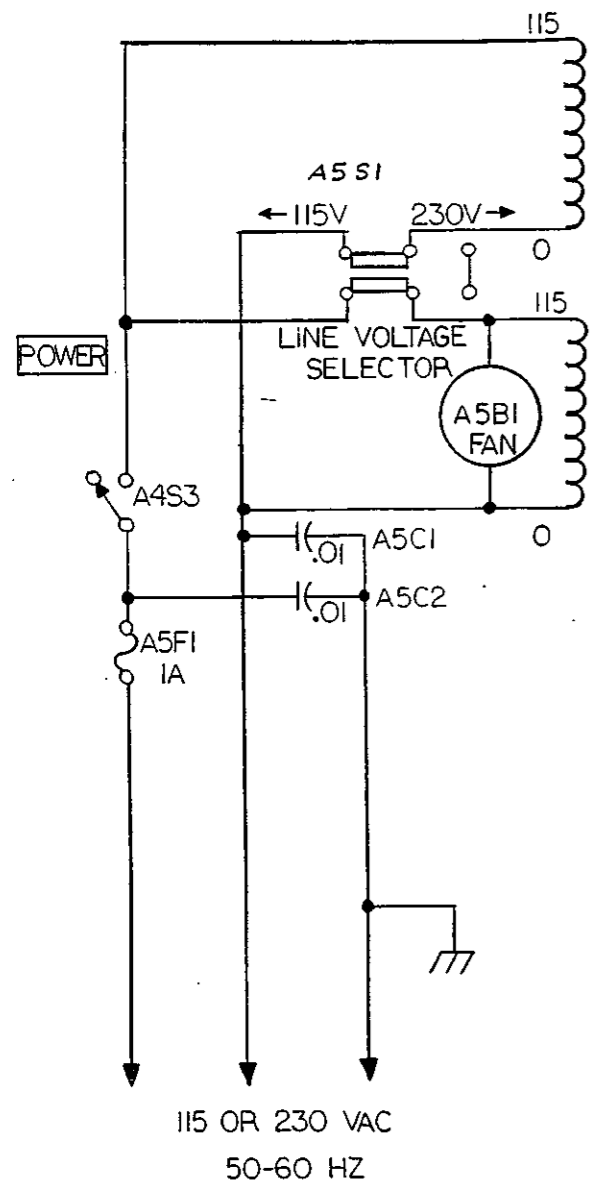 115
A5S1
←115V 230V→
0
115
LINE VOLTAGE
SELECTOR
POWER
A5B1
FAN
A4S3
0
.01 A5C1
.01 A5C2
A5F1
1A
115 OR 230 VAC
50-60 HZ